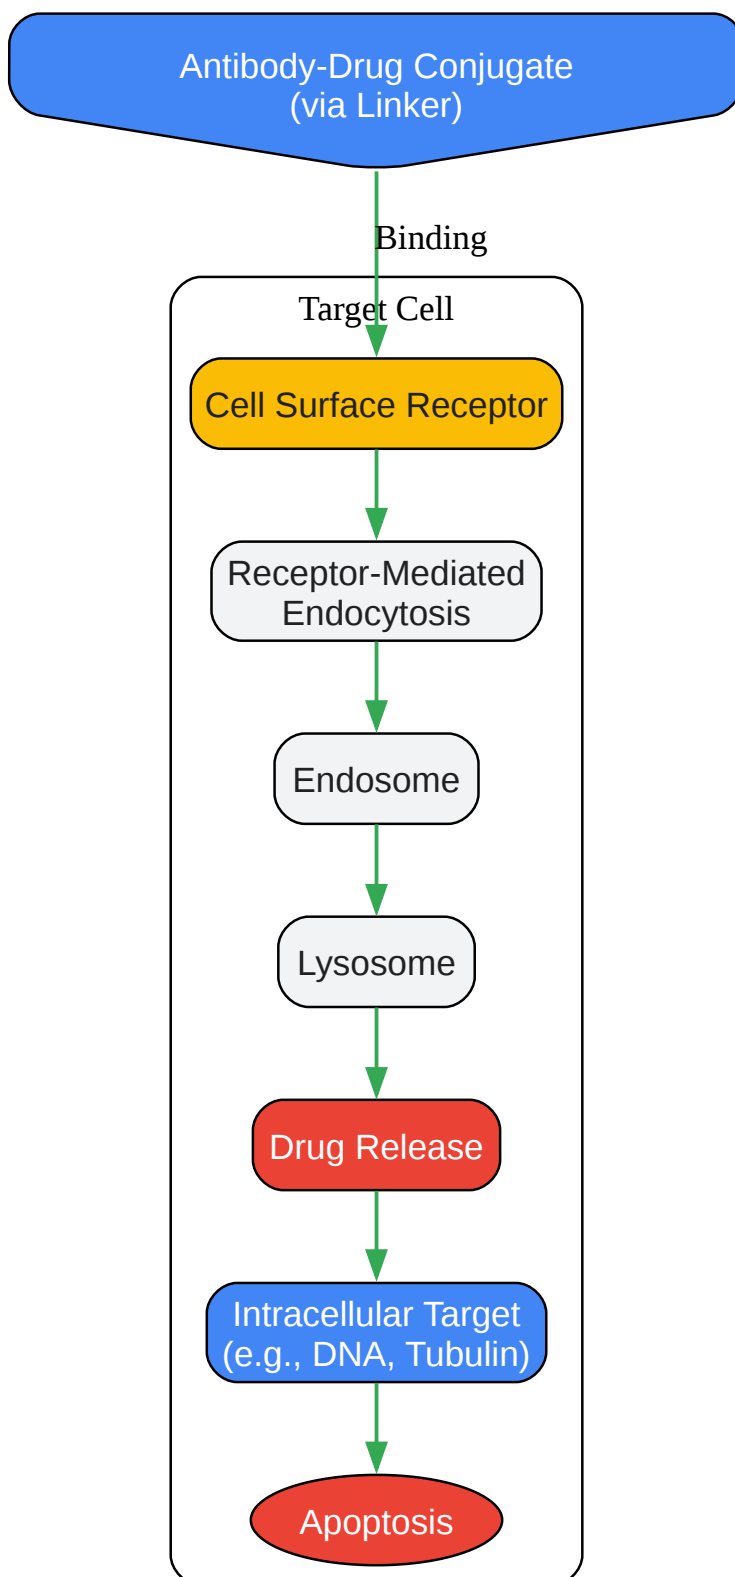 Antibody-Drug Conjugate
(via Linker)
Binding
Target Cell
Cell Surface Receptor
Receptor-Mediated
Endocytosis
Endosome
Lysosome
Drug Release
Intracellular Target
(e.g., DNA, Tubulin)
Apoptosis